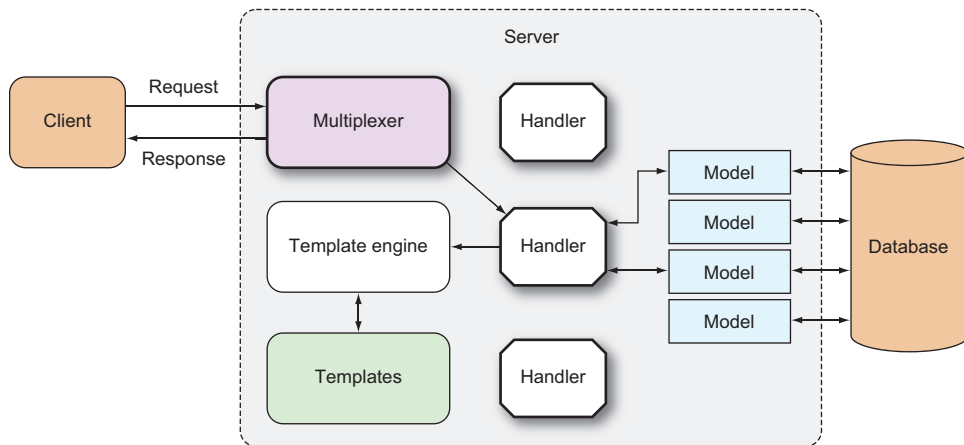 Server
Request
Client
Multiplexer
Handler
Response
Model
Model
Template engine
Handler
Database
Model
Model
Templates
Handler